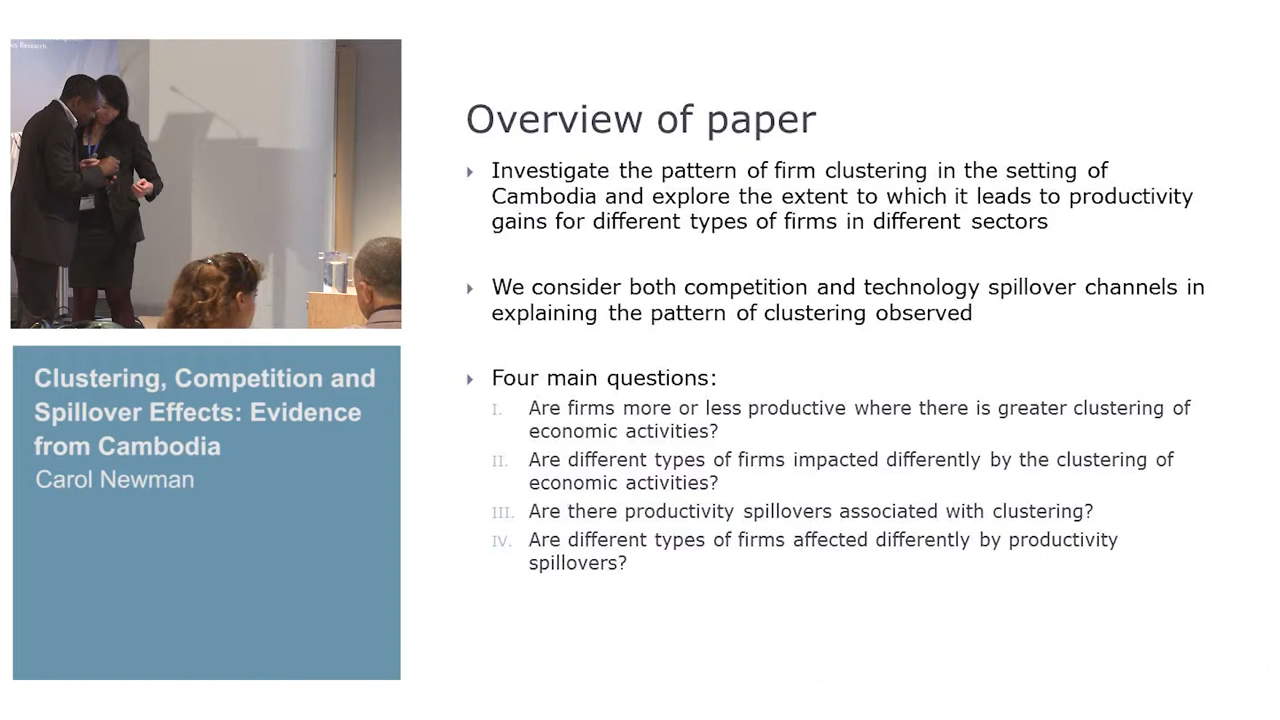 Overview of paper
Investigate the pattern of firm clustering in the setting of
Cambodia and explore the extent to which it leads to productivity
gains for different types of firms in different sectors
We consider both competition and technology spillover channels in
explaining the pattern of clustering observed
Four main questions:
I. Are firms more or less productive where there is greater clustering of
economic activities?
II. Are different types of firms impacted differently by the clustering of
economic activities?
III. Are there productivity spillovers associated with clustering?
IV. Are different types of firms affected differently by productivity
spillovers?
Clustering, Competition and
Spillover Effects: Evidence
from Cambodia
Carol Newman
Research